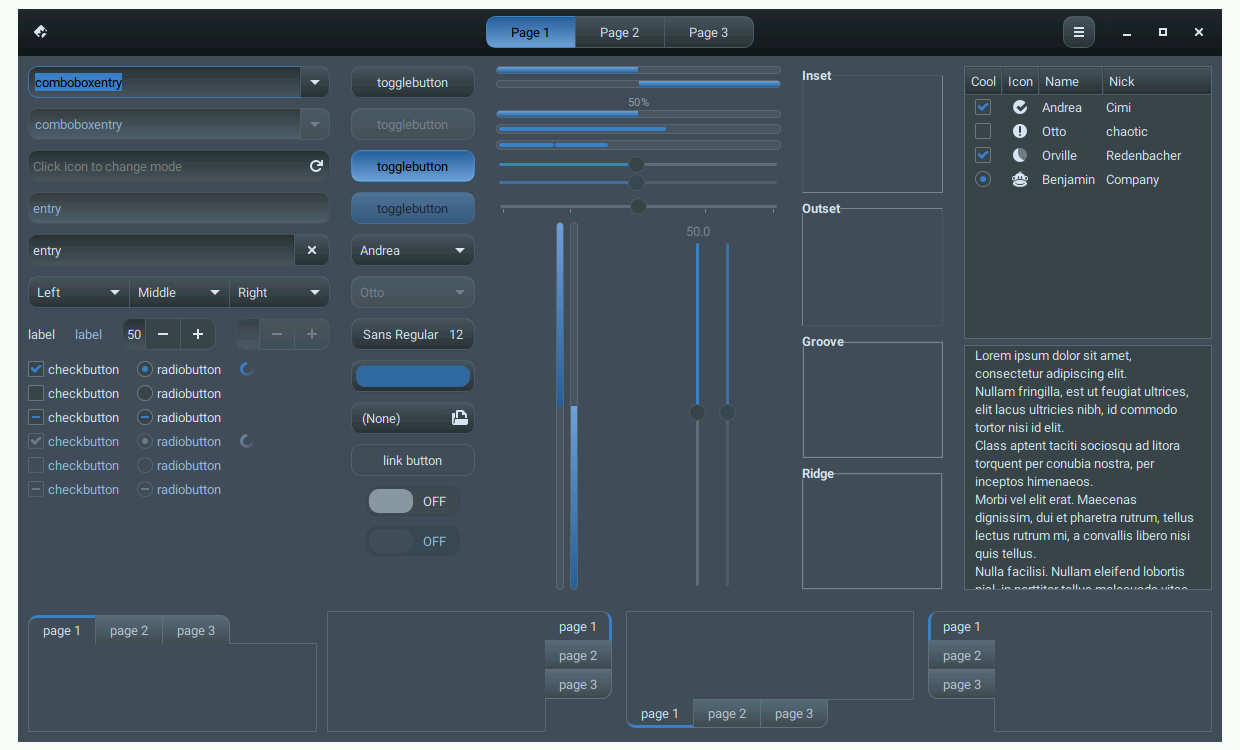 Page 1
Page 2
Page 3
comboboxentry
comboboxentry
Click icon to change mode
entry
entry
Left
Middle
Right
label
label
50
checkbutton
radiobutton
checkbutton
radiobutton
checkbutton
radiobutton
checkbutton
radiobutton
checkbutton
radiobutton
checkbutton
radiobutton
togglebutton
togglebutton
togglebutton
togglebutton
Andrea
Otto
Sans Regular 12
(None)
link button
OFF
OFF
50%
50.0
Inset
Outset
Groove
Ridge
Cool Icon Name Nick
Andrea Cimi
Otto chaotic
Orville Redenbacher
Benjamin Company
Lorem ipsum dolor sit amet,
consectetur adipiscing elit.
Nullam fringilla, est ut feugiat ultrices,
elit lacus ultricies nibh, id commodo
tortor nisi id elit.
Class aptent taciti sociosqu ad litora
torquent per conubia nostra, per
inceptos himenaeos.
Morbi vel elit erat. Maecenas
dignissim, dui et pharetra rutrum, tellus
lectus rutrum mi, a convallis libero nisi
quis tellus.
Nulla facilisi. Nullam eleifend lobortis
page 1
page 2
page 3
page 1
page 2
page 3
page 1
page 2
page 3
page 1
page 2
page 3